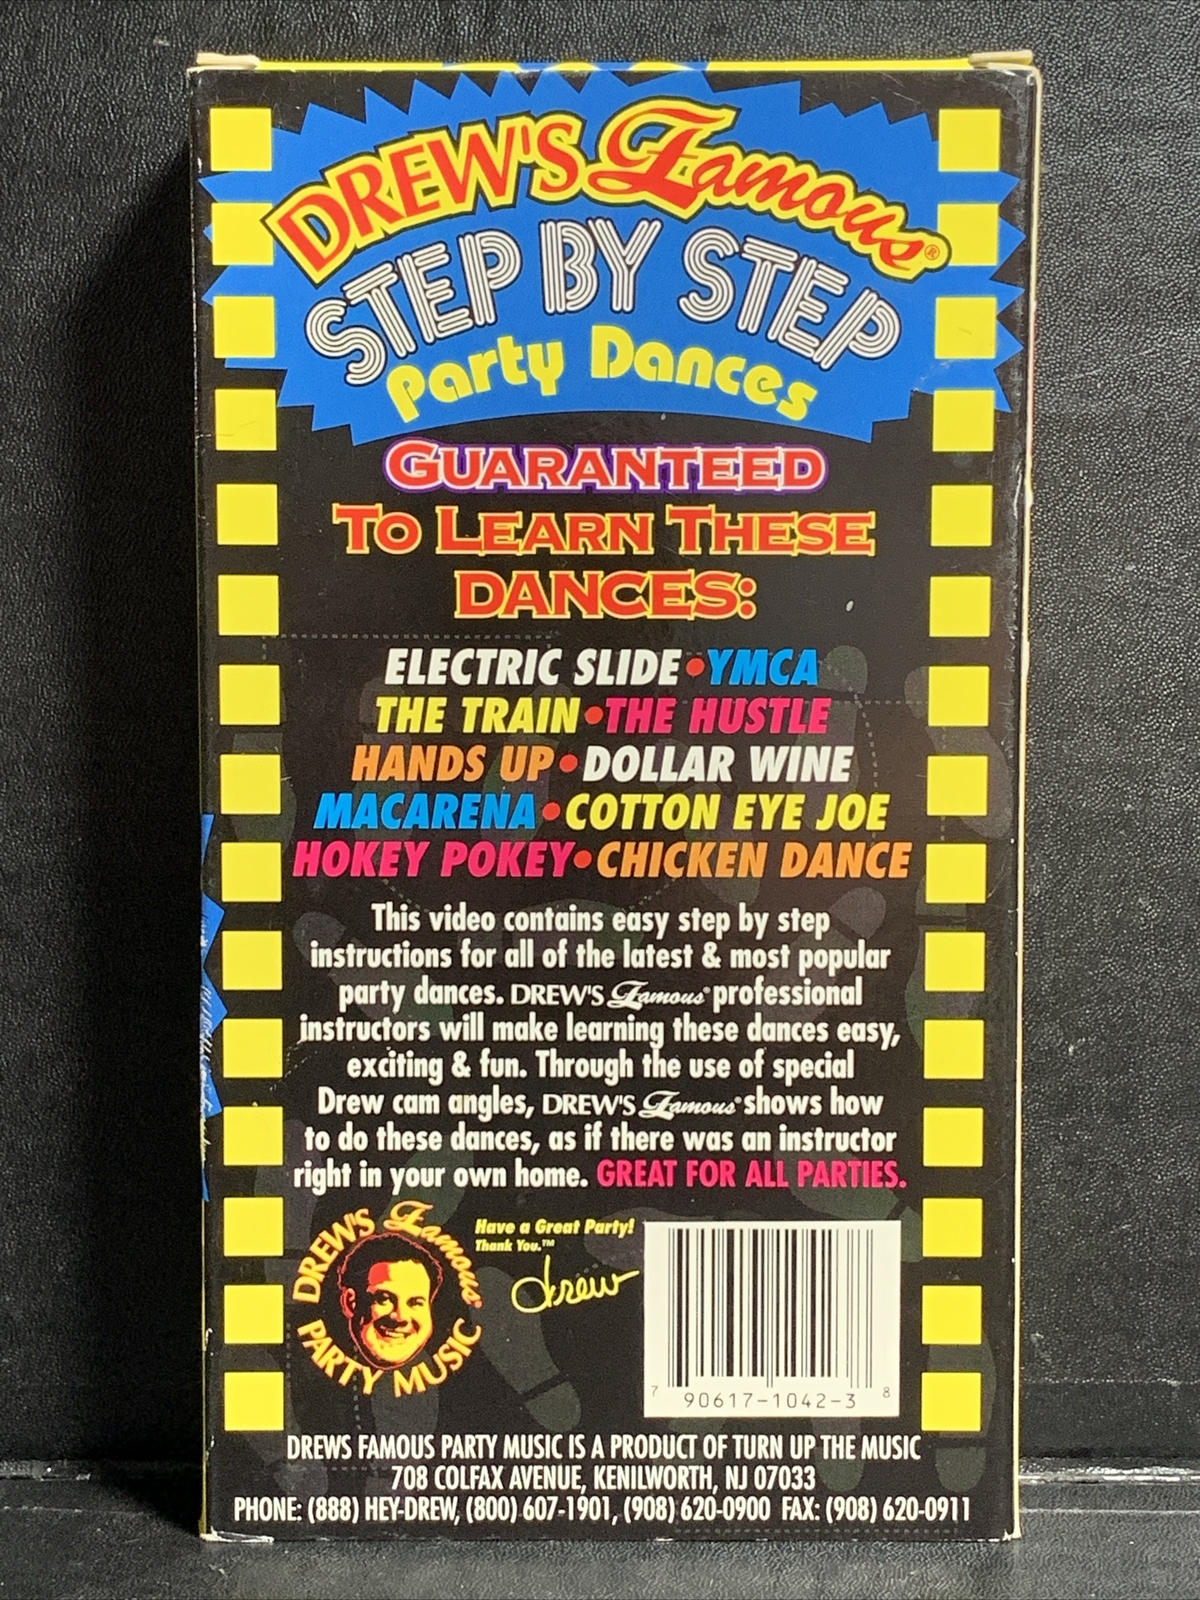 DREW'S Famous®
STEP BY STEP
Party Dances
GUARANTEED
TO LEARN THESE
DANCES:
ELECTRIC SLIDE•YMCA
THE TRAIN•THE HUSTLE
HANDS UP•DOLLAR WINE
MACARENA•COTTON EYE JOE
HOKEY POKEY•CHICKEN DANCE
This video contains easy step by step
instructions for all of the latest & most popular
party dances. DREW'S Famous® professional
instructors will make learning these dances easy,
exciting & fun. Through the use of special
Drew cam angles, DREW'S Famous® shows how
to do these dances, as if there was an instructor
right in your own home. GREAT FOR ALL PARTIES.
DREW'S Famous®
PARTY MUSIC
Have a Great Party!
Thank You.™
Drew
7 90617-1042-3 8
DREWS FAMOUS PARTY MUSIC IS A PRODUCT OF TURN UP THE MUSIC
708 COLFAX AVENUE, KENILWORTH, NJ 07033
PHONE: (888) HEY-DREW, (800) 607-1901, (908) 620-0900 FAX: (908) 620-0911